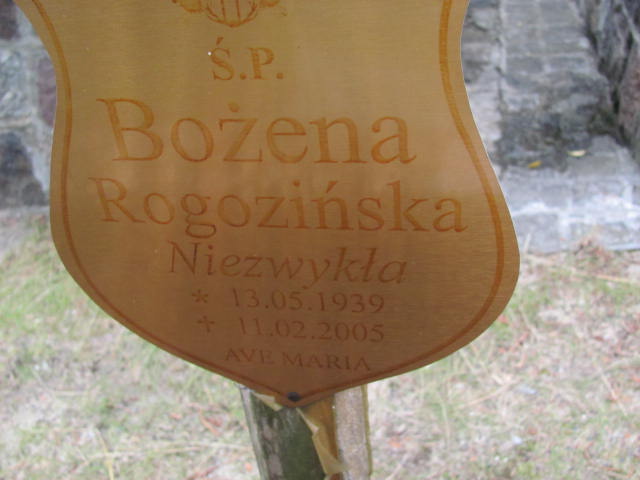 Ś.P.
Bożena
Rogozińska
Niezwykła
* 13.05.1939
+ 11.02.2005
AVE MARIA